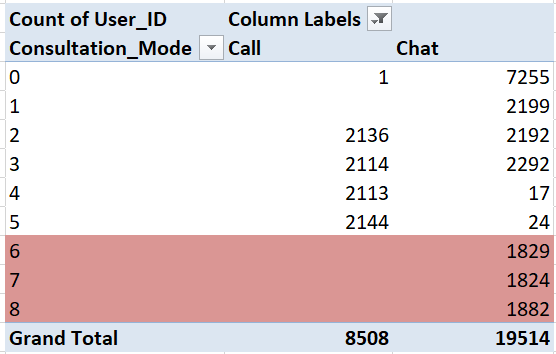 Count of User_ID Column Labels
Consultation_Mode Call Chat
0 1 7255
1 2199
2 2136 2192
3 2114 2292
4 2113 17
5 2144 24
6 1829
7 1824
8 1882
Grand Total 8508 19514